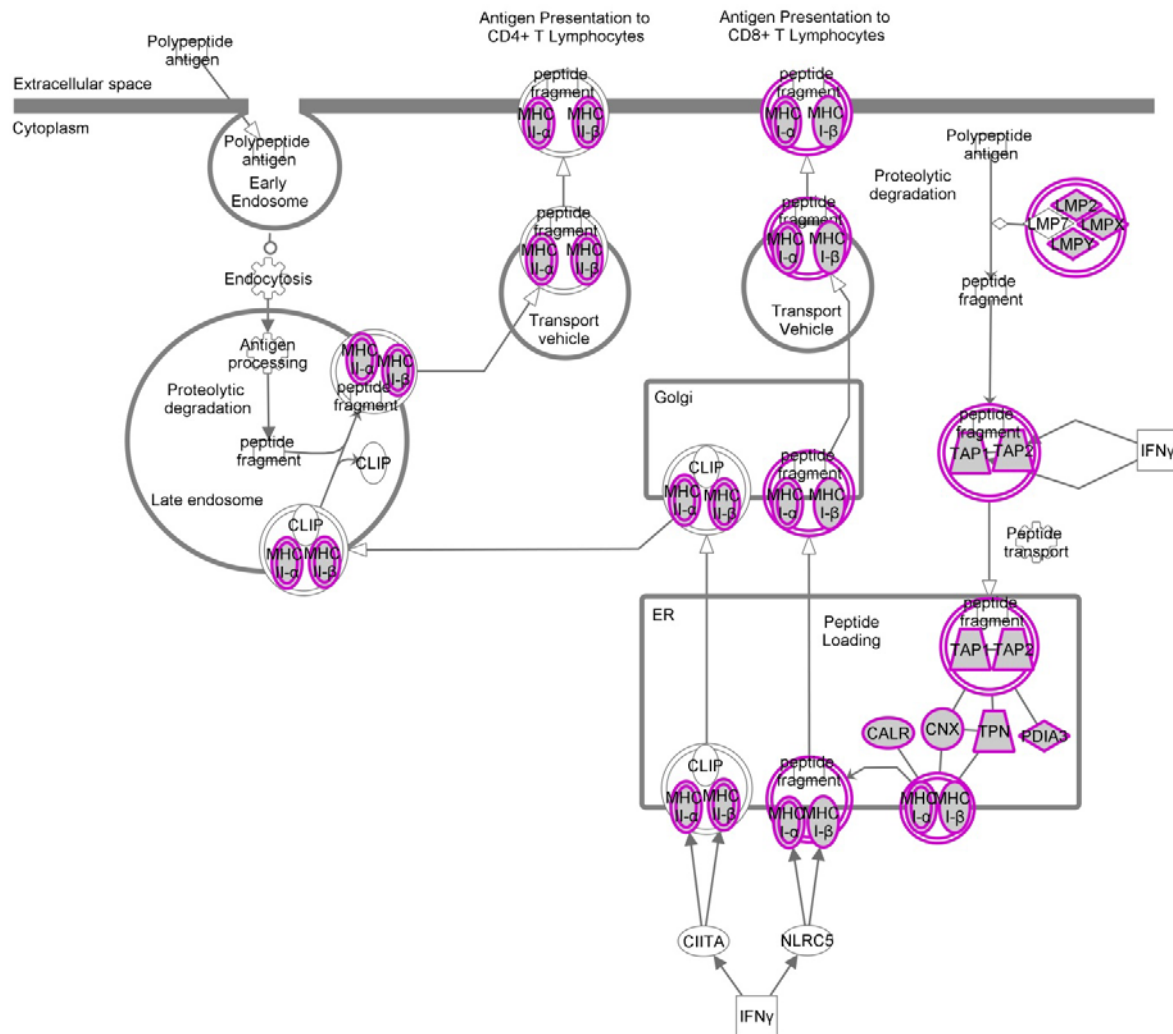 Antigen Presentation to
CD4+ T Lymphocytes
Antigen Presentation to
CD8+ T Lymphocytes
Polypeptide
antigen
Extracellular space
Cytoplasm
peptide
fragment
MHC
II-α
MHC
II-β
peptide
fragment
MHC
I-α
MHC
I-β
Polypeptide
antigen
Early
Endosome
Polypeptide
antigen
Proteolytic
degradation
LMP2
LMP7
LMPX
LMPY
peptide
fragment
MHC
II-α
MHC
II-β
Transport
vehicle
peptide
fragment
MHC
I-α
MHC
I-β
Transport
Vehicle
Endocytosis
peptide
fragment
Antigen
processing
Proteolytic
degradation
peptide
fragment
MHC
II-α
MHC
II-β
peptide
fragment
CLIP
Late endosome
CLIP
MHC
II-α
MHC
II-β
Golgi
CLIP
MHC
II-α
MHC
II-β
peptide
fragment
MHC
I-α
MHC
I-β
peptide
fragment
TAP1
TAP2
IFNγ
Peptide
transport
ER
Peptide
Loading
peptide
fragment
TAP1
TAP2
CALR
CNX
TPN
PDIA3
CLIP
MHC
II-α
MHC
II-β
peptide
fragment
MHC
I-α
MHC
I-β
MHC
I-α
MHC
I-β
CIITA
NLRC5
IFNγ